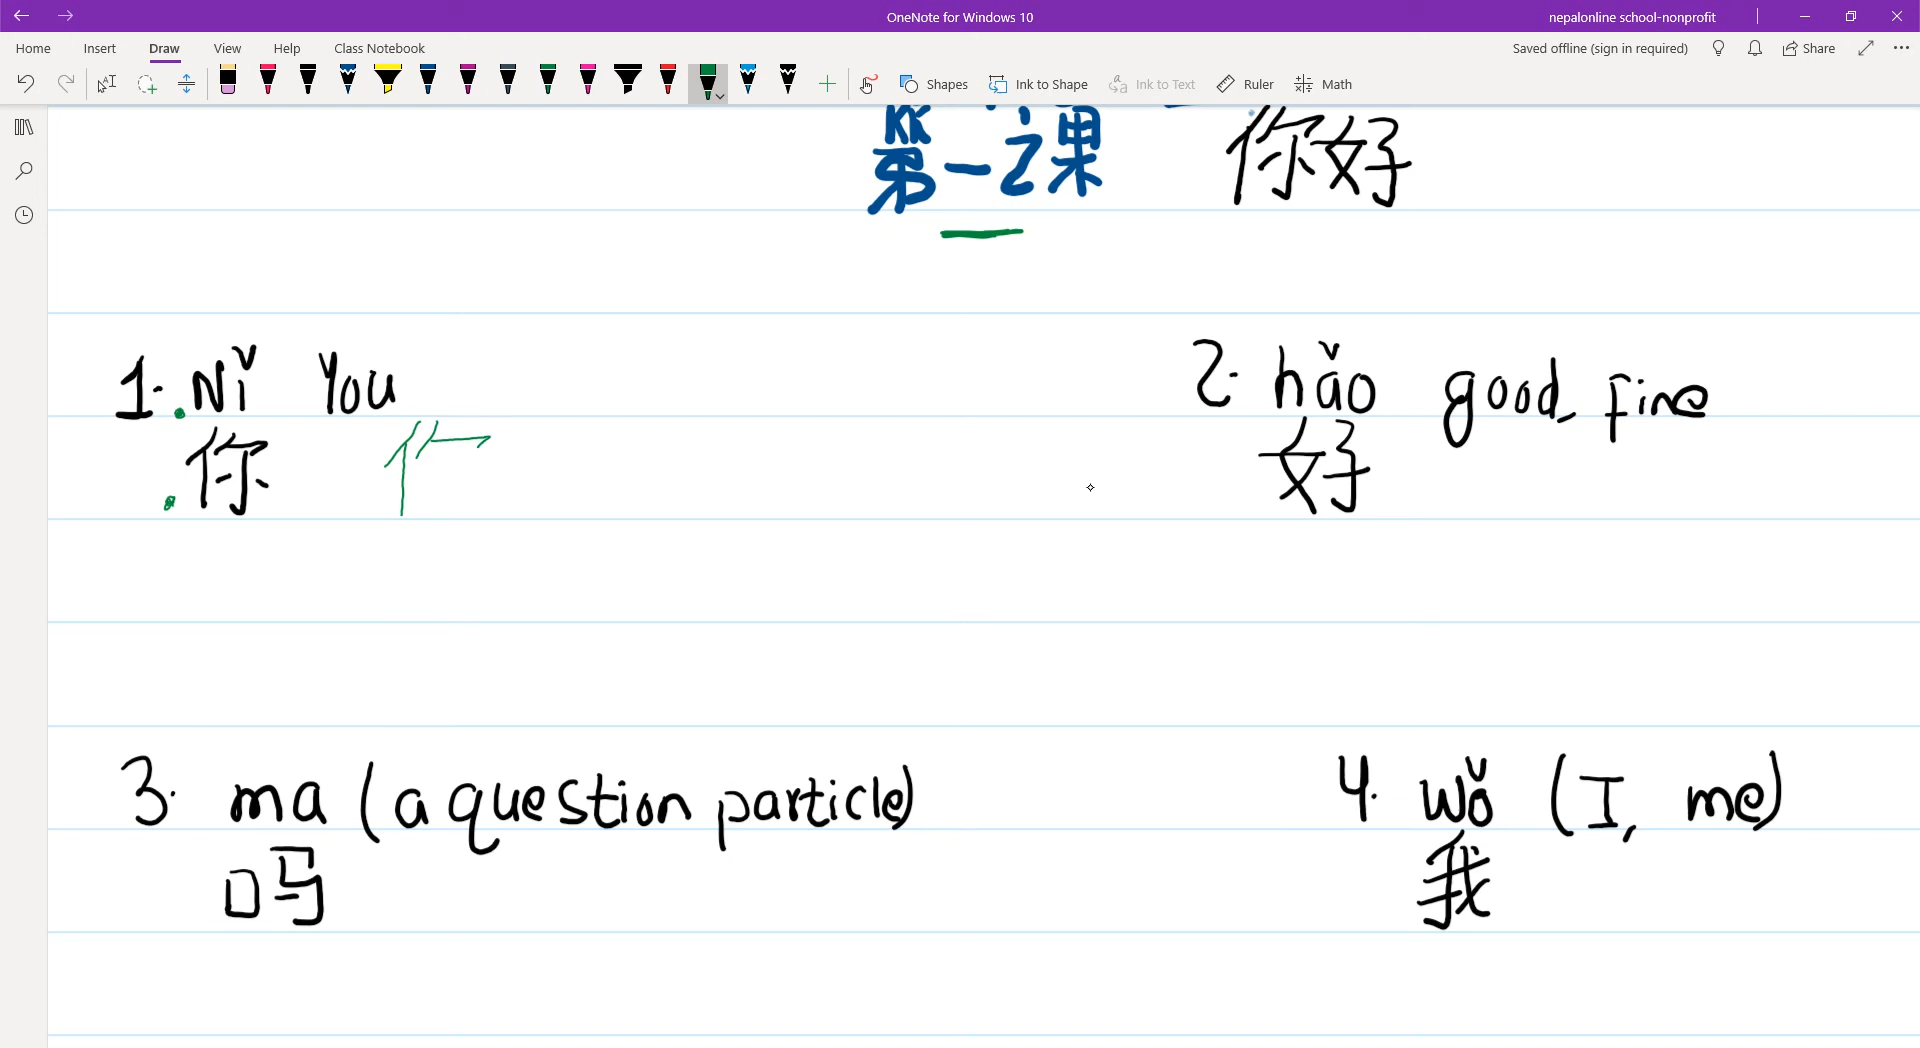 OneNote for Windows 10
nepalonline school-nonprofit
Home Insert Draw View Help Class Notebook
Saved offline (sign in required) Share
Shapes Ink to Shape Ink to Text Ruler Math
第一之课 你好
1. Nǐ You
你
2. hǎo good, fine
好
3. ma (a question particle)
吗
4. wǒ (I, me)
我